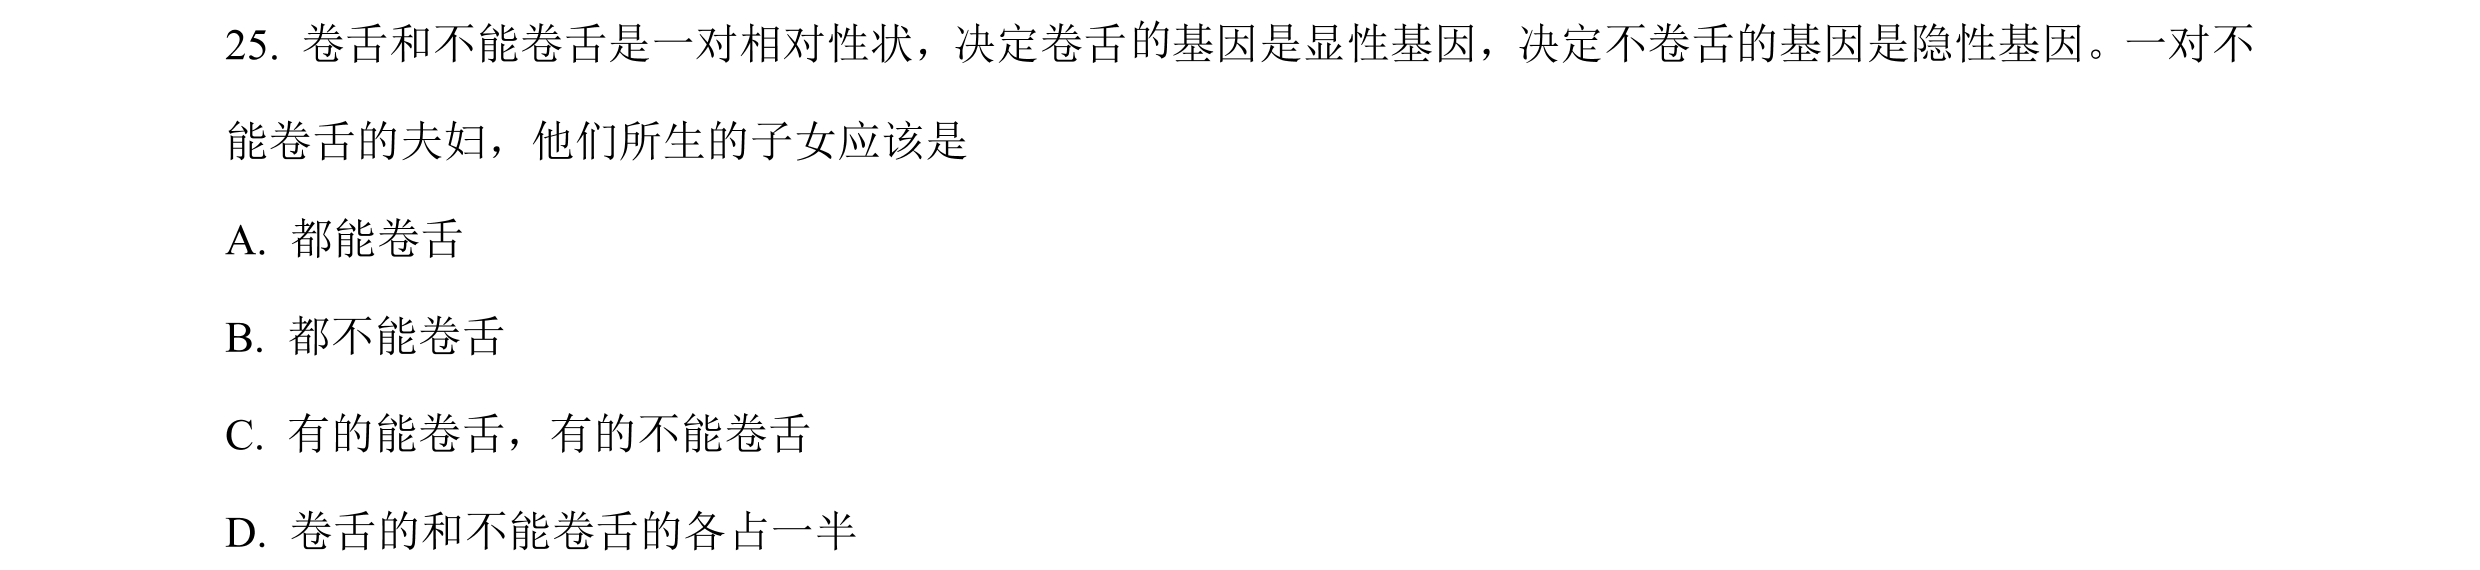 25. 卷舌和不能卷舌是一对相对性状，决定卷舌的基因是显性基因，决定不卷舌的基因是隐性基因。一对不
能卷舌的夫妇，他们所生的子女应该是
A. 都能卷舌
B. 都不能卷舌
C. 有的能卷舌，有的不能卷舌
D. 卷舌的和不能卷舌的各占一半